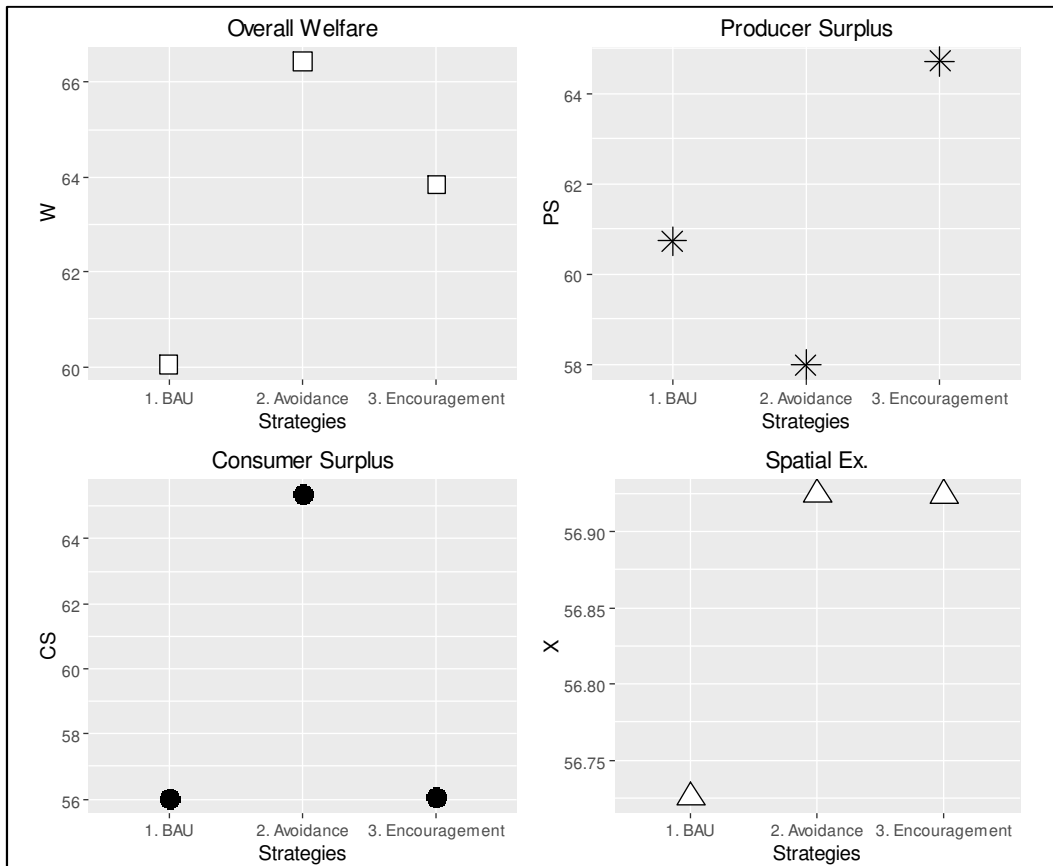 Overall Welfare
W
66
64
62
60
1. BAU 2. Avoidance 3. Encouragement
Strategies
Producer Surplus
PS
64
62
60
58
1. BAU 2. Avoidance 3. Encouragement
Strategies
Consumer Surplus
CS
64
62
60
58
56
1. BAU 2. Avoidance 3. Encouragement
Strategies
Spatial Ex.
X
56.90
56.85
56.80
56.75
1. BAU 2. Avoidance 3. Encouragement
Strategies